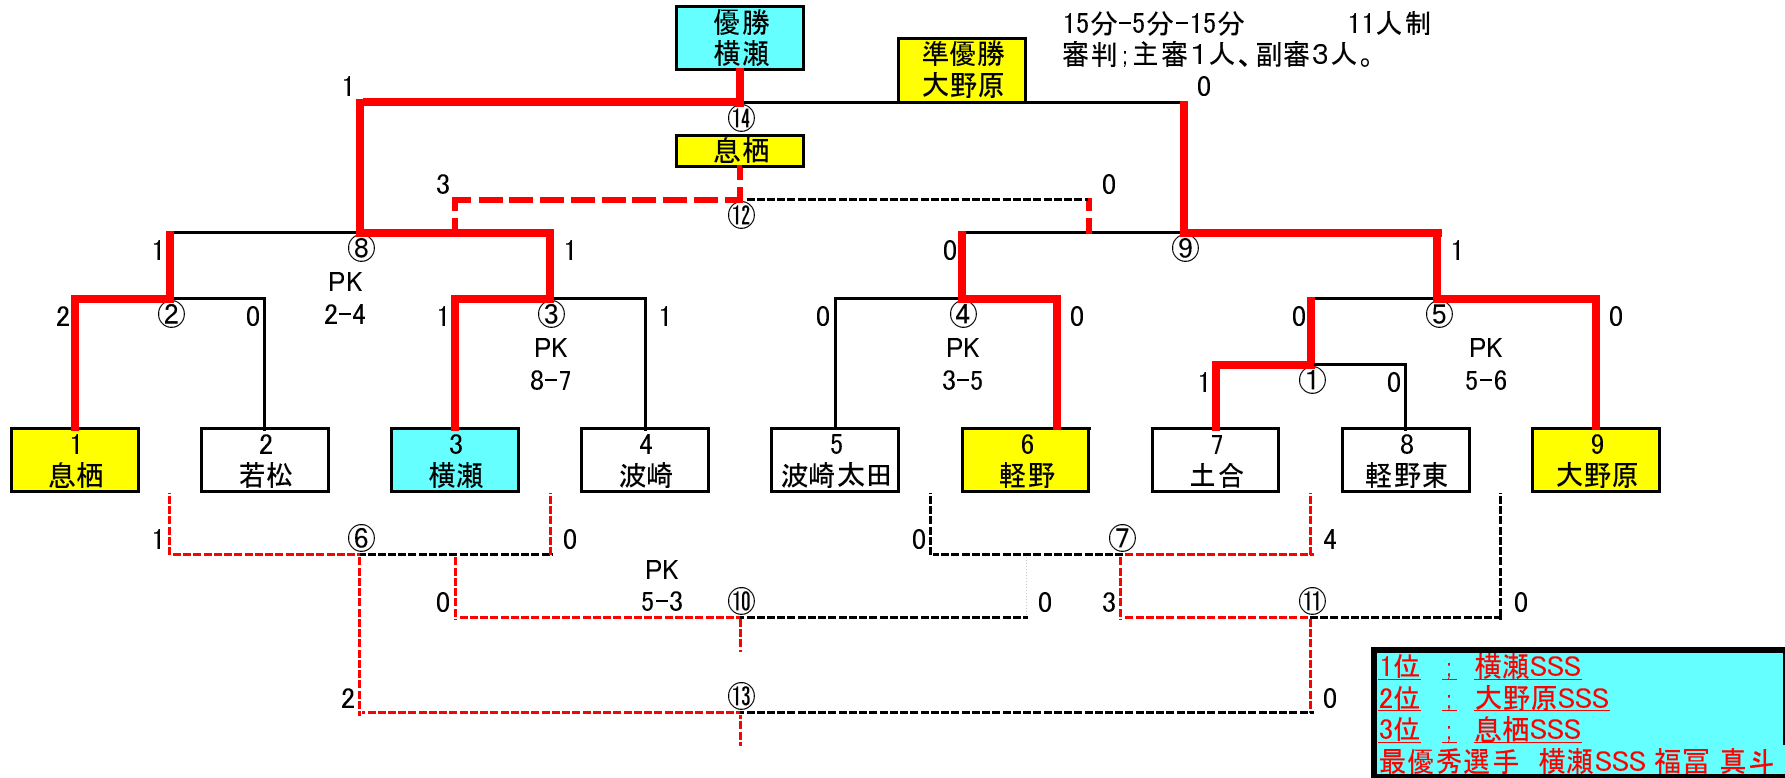 優勝
横瀬
準優勝
大野原
15分-5分-15分 11人制
審判;主審1人、副審3人。
1 0
⑭
息栖
3 0
⑫
1 ⑧ 1 0 ⑨ 1
PK
2-4
2 ② 0 1 ③ 1 0 ④ 0 0 ⑤ 0
PK PK PK
8-7 3-5 5-6
1 ① 0
1 2 3 4 5 6 7 8 9
息栖 若松 横瀬 波崎 波崎太田 軽野 土合 軽野東 大野原
1 ⑥ 0 0 ⑦ 4
PK
0 5-3 ⑩ 0 3 ⑪ 0
2 ⑬ 0
1位 ; 横瀬SSS
2位 ; 大野原SSS
3位 ; 息栖SSS
最優秀選手 横瀬SSS 福冨 真斗